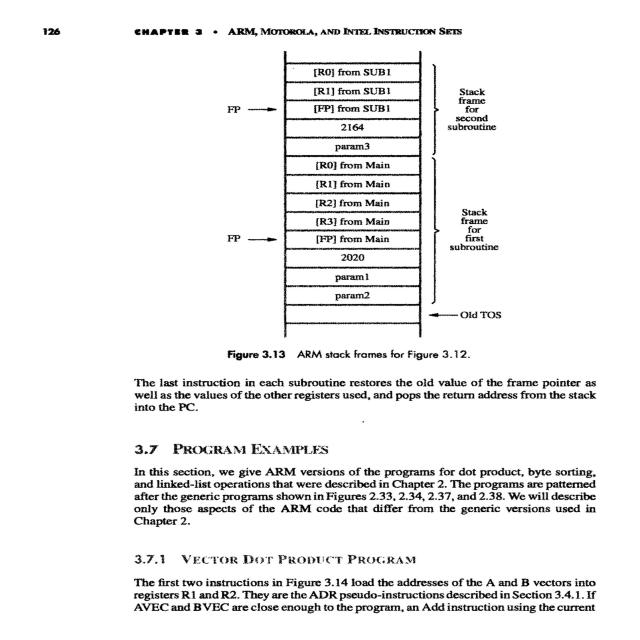 126 CHAPTER 3 • ARM, MOTOROLA, AND INTEL INSTRUCTION SETS
[R0] from SUB1
[R1] from SUB1
FP [FP] from SUB1
2164
param3
Stack
frame
for
second
subroutine
[R0] from Main
[R1] from Main
[R2] from Main
[R3] from Main
FP [FP] from Main
2020
param1
param2
Stack
frame
for
first
subroutine
Old TOS
Figure 3.13 ARM stack frames for Figure 3.12.
The last instruction in each subroutine restores the old value of the frame pointer as
well as the values of the other registers used, and pops the return address from the stack
into the PC.
3.7 PROGRAM EXAMPLES
In this section, we give ARM versions of the programs for dot product, byte sorting,
and linked-list operations that were described in Chapter 2. The programs are patterned
after the generic programs shown in Figures 2.33, 2.34, 2.37, and 2.38. We will describe
only those aspects of the ARM code that differ from the generic versions used in
Chapter 2.
3.7.1 VECTOR DOT PRODUCT PROGRAM
The first two instructions in Figure 3.14 load the addresses of the A and B vectors into
registers R1 and R2. They are the ADR pseudo-instructions described in Section 3.4.1. If
AVEC and BVEC are close enough to the program, an Add instruction using the current